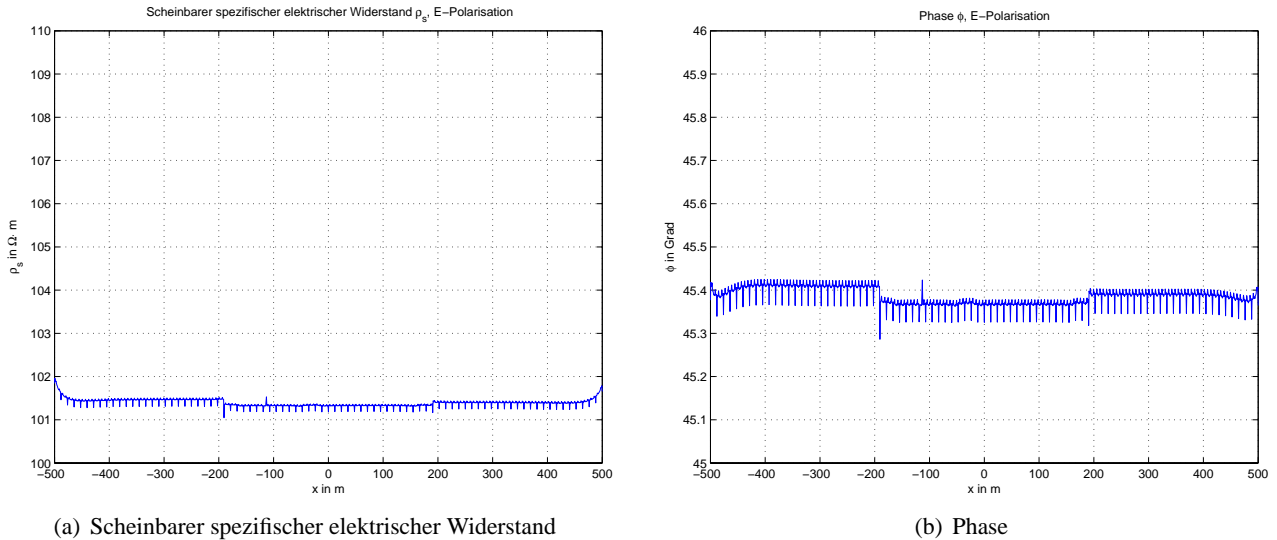 Scheinbarer spezifischer elektrischer Widerstand ρs, E−Polarisation
110
109
108
107
106
105
104
103
102
101
100
ρs in Ω· m
−500 −400 −300 −200 −100 0 100 200 300 400 500
x in m
(a) Scheinbarer spezifischer elektrischer Widerstand
Phase ϕ, E−Polarisation
46
45.9
45.8
45.7
45.6
45.5
45.4
45.3
45.2
45.1
45
ϕ in Grad
−500 −400 −300 −200 −100 0 100 200 300 400 500
x in m
(b) Phase